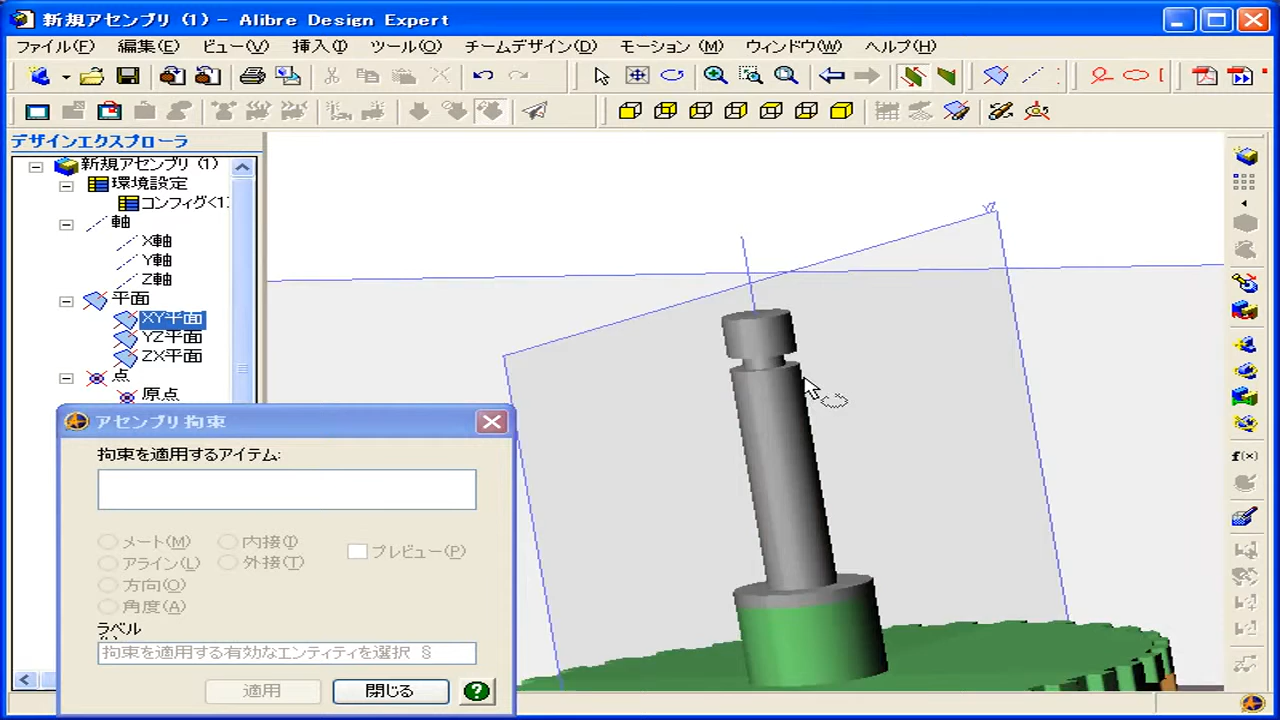 新規アセンブリ (1) - Alibre Design Expert
ファイル(F) 編集(E) ビュー(V) 挿入(I) ツール(O) チームデザイン(D) モーション (M) ウィンドウ(W) ヘルプ(H)
デザインエクスプローラ
新規アセンブリ (1)
環境設定
コンフィグ<1
軸
X軸
Y軸
Z軸
平面
XY平面
YZ平面
ZX平面
点
原点
YZ
f(x)
アセンブリ拘束
拘束を適用するアイテム:
メート(M) 内接(I)
プレビュー(P)
アライン(L) 外接(T)
方向(O)
角度(A)
ラベル
拘束を適用する有効なエンティティを選択
適用 閉じる